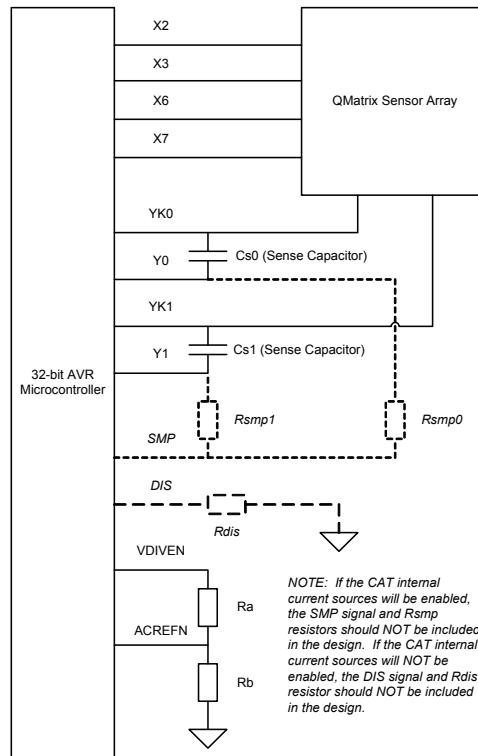 X2
X3
X6
X7
QMatrix Sensor Array
YK0
Y0
Cs0 (Sense Capacitor)
YK1
Y1
Cs1 (Sense Capacitor)
32-bit AVR
Microcontroller
Rsmp1
Rsmp0
SMP
DIS
Rdis
VDIVEN
Ra
ACREFN
Rb
NOTE: If the CAT internal
current sources will be enabled,
the SMP signal and Rsmp
resistors should NOT be included
in the design. If the CAT internal
current sources will NOT be
enabled, the DIS signal and Rdis
resistor should NOT be included
in the design.